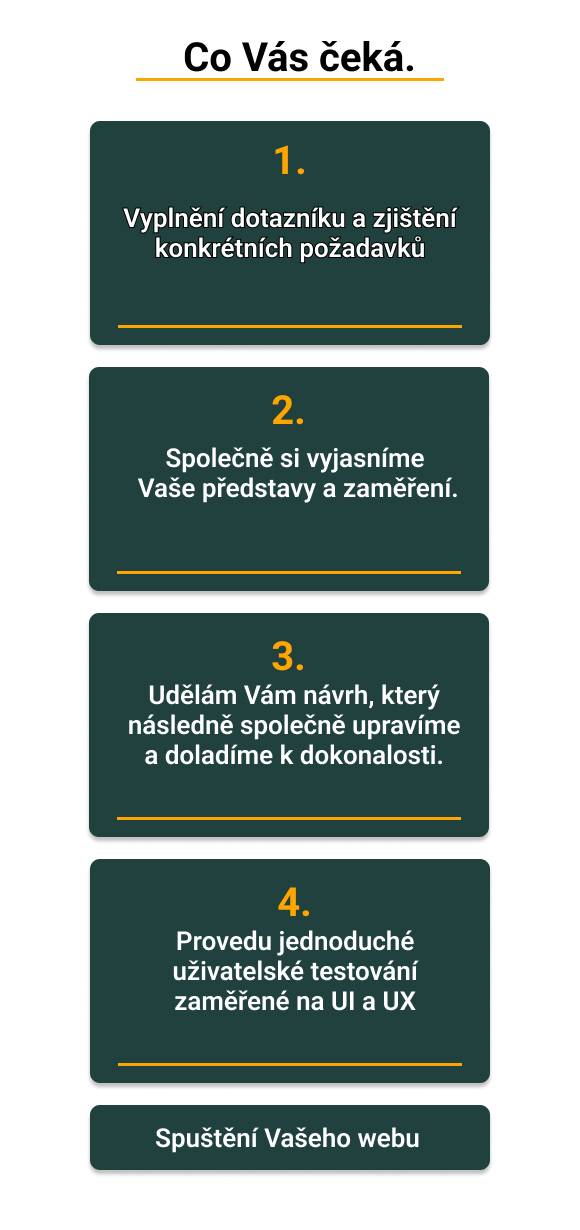 Co Vás čeká.
1.
Vyplnění dotazníku a zjištění
konkrétních požadavků
2.
Společně si vyjasníme
Vaše představy a zaměření.
3.
Udělám Vám návrh, který
následně společně upravíme
a doladíme k dokonalosti.
4.
Provedu jednoduché
uživatelské testování
zaměřené na UI a UX
Spuštění Vašeho webu